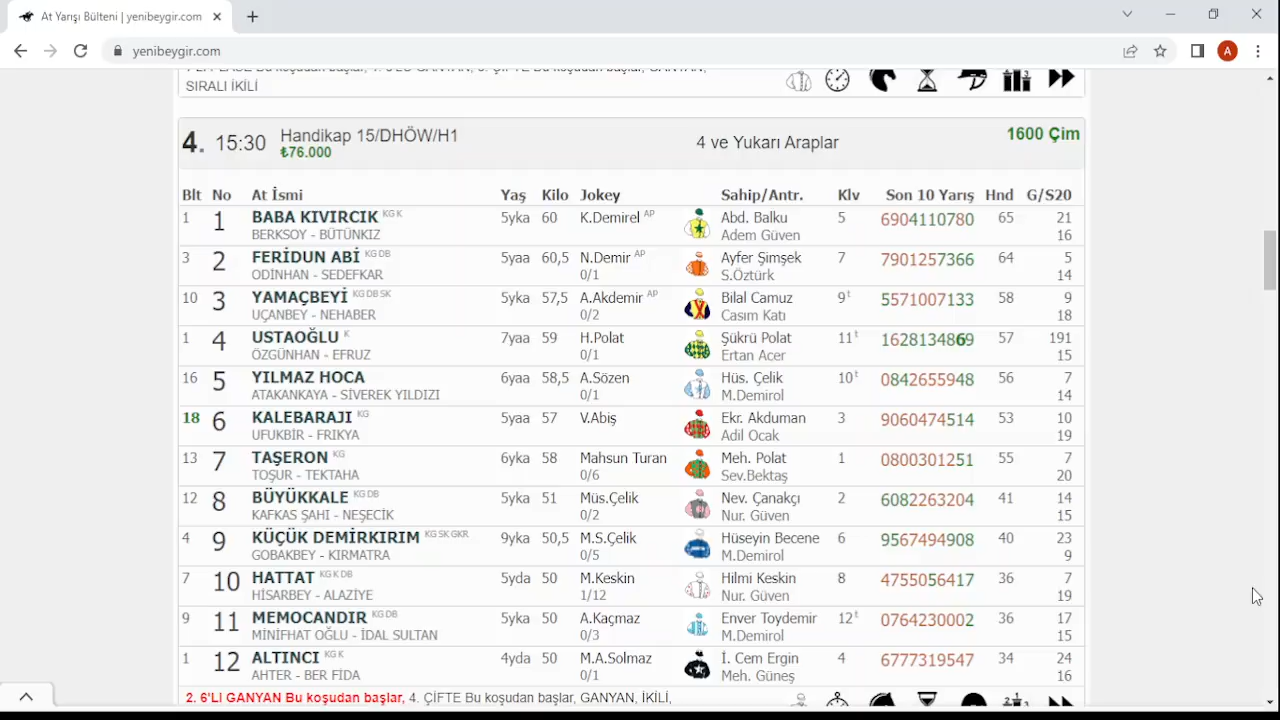 At Yarışı Bülteni | yenibeygir.com
yenibeygir.com
A
SIRALI İKİLİ
4. 15:30 Handikap 15/DHÖW/H1 4 ve Yukarı Araplar 1600 Çim
₺76.000
Blt No At İsmi Yaş Kilo Jokey Sahip/Antr. Klv Son 10 Yarış Hnd G/S20
1 1 BABA KIVIRCIK KG K 5yka 60 K.Demirel AP Abd. Balku 5 6904110780 65 21
BERKSOY - BÜTÜNKIZ Adem Güven 16
3 2 FERİDUN ABİ KG DB 5yaa 60,5 N.Demir AP Ayfer Şimşek 7 7901257366 64 5
ODİNHAN - SEDEFKAR 0/1 S.Öztürk 14
10 3 YAMAÇBEYİ KG DB SK 5yka 57,5 A.Akdemir AP Bilal Camuz 9t 5571007133 58 9
UÇANBEY - NEHABER 0/2 Casım Katı 18
1 4 USTAOĞLU K 7yaa 59 H.Polat Şükrü Polat 11t 1628134869 57 191
ÖZGÜNHAN - EFRUZ 0/1 Ertan Acer 15
16 5 YILMAZ HOCA 6yaa 58,5 A.Sözen Hüs. Çelik 10t 0842655948 56 7
ATAKANKAYA - SİVEREK YILDIZI 0/1 M.Demirol 14
18 6 KALEBARAJI KG 5yaa 57 V.Abiş Ekr. Akduman 3 9060474514 53 10
UFUKBİR - FRIKYA Adil Ocak 19
13 7 TAŞERON KG 6yka 58 Mahsun Turan Meh. Polat 1 0800301251 55 7
TOŞUR - TEKTAHA 0/6 Sev.Bektaş 20
12 8 BÜYÜKKALE KG DB 5yka 51 Müs.Çelik Nev. Çanakçı 2 6082263204 41 14
KAFKAS ŞAHI - NEŞECİK 0/2 Nur. Güven 15
4 9 KÜÇÜK DEMİRKIRIM KG SK GKR 9yka 50,5 M.S.Çelik Hüseyin Becene 6 9567494908 40 23
GOBAKBEY - KIRMATRA 0/5 M.Demirol 9
7 10 HATTAT KG K DB 5yda 50 M.Keskin Hilmi Keskin 8 4755056417 36 7
HİSARBEY - ALAZİYE 1/12 Nur. Güven 19
9 11 MEMOCANDIR KG DB 5yka 50 A.Kaçmaz Enver Toydemir 12t 0764230002 36 17
MİNİFHAT OĞLU - İDAL SULTAN 0/3 M.Demirol 15
1 12 ALTINCI KG K 4yda 50 M.A.Solmaz İ. Cem Ergin 4 6777319547 34 24
AHTER - BER FİDA 0/1 Meh. Güneş 16
2. 6'LI GANYAN Bu koşudan başlar, 4. ÇİFTE Bu koşudan başlar, GANYAN, İKİLİ,